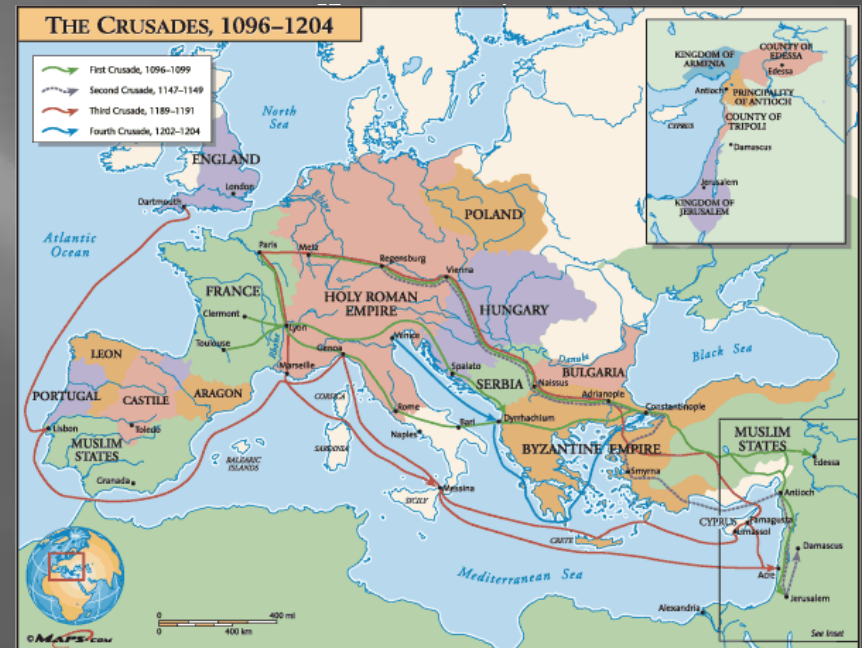 THE CRUSADES, 1096–1204
First Crusade, 1096–1099
Second Crusade, 1147–1149
Third Crusade, 1189–1191
Fourth Crusade, 1202–1204
North
Sea
ENGLAND
London
Dartmouth
Atlantic
Ocean
Rhine
POLAND
Paris
Metz
Regensburg
Vienna
FRANCE
HOLY ROMAN
EMPIRE
HUNGARY
Clermont
Lyon
Toulouse
Rhône
Genoa
Venice
Marseille
LEON
PORTUGAL
CASTILE
ARAGON
Lisbon
Toledo
MUSLIM
STATES
Granada
BALEARIC
ISLANDS
CORSICA
SARDINIA
Rome
Naples
Bari
Spalato
SERBIA
Danube
BULGARIA
Naissus
Adrianople
Black Sea
Constantinople
Dyrrhachium
BYZANTINE EMPIRE
Smyrna
Messina
SICILY
CRETE
Mediterranean Sea
MUSLIM
STATES
Edessa
Antioch
CYPRUS
Famagusta
Limassol
Damascus
Acre
Jerusalem
Alexandria
See Inset
KINGDOM OF
ARMENIA
COUNTY OF
EDESSA
Edessa
Antioch
PRINCIPALITY
OF ANTIOCH
COUNTY OF
TRIPOLI
CYPRUS
Damascus
Jerusalem
KINGDOM OF
JERUSALEM
0 400 mi
0 400 km
©MAPS.COM